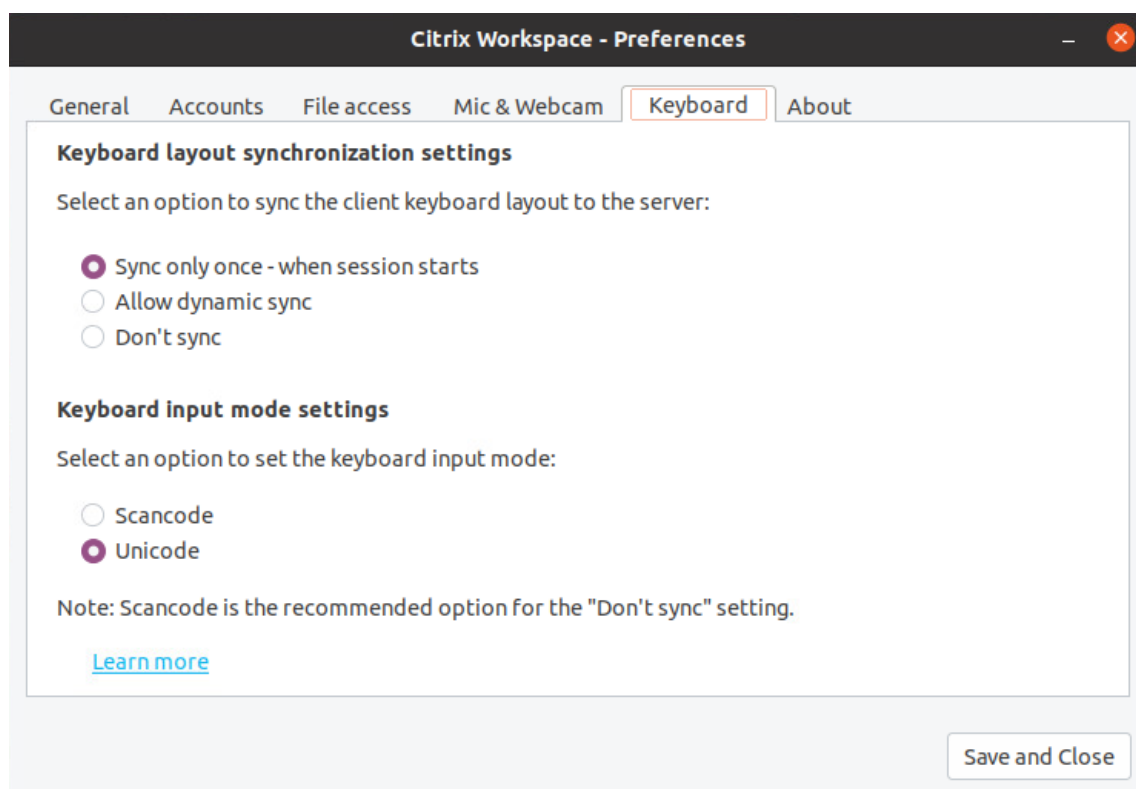 Citrix Workspace - Preferences
General Accounts File access Mic & Webcam Keyboard About
Keyboard layout synchronization settings
Select an option to sync the client keyboard layout to the server:
Sync only once - when session starts
Allow dynamic sync
Don't sync
Keyboard input mode settings
Select an option to set the keyboard input mode:
Scancode
Unicode
Note: Scancode is the recommended option for the "Don't sync" setting.
Learn more
Save and Close